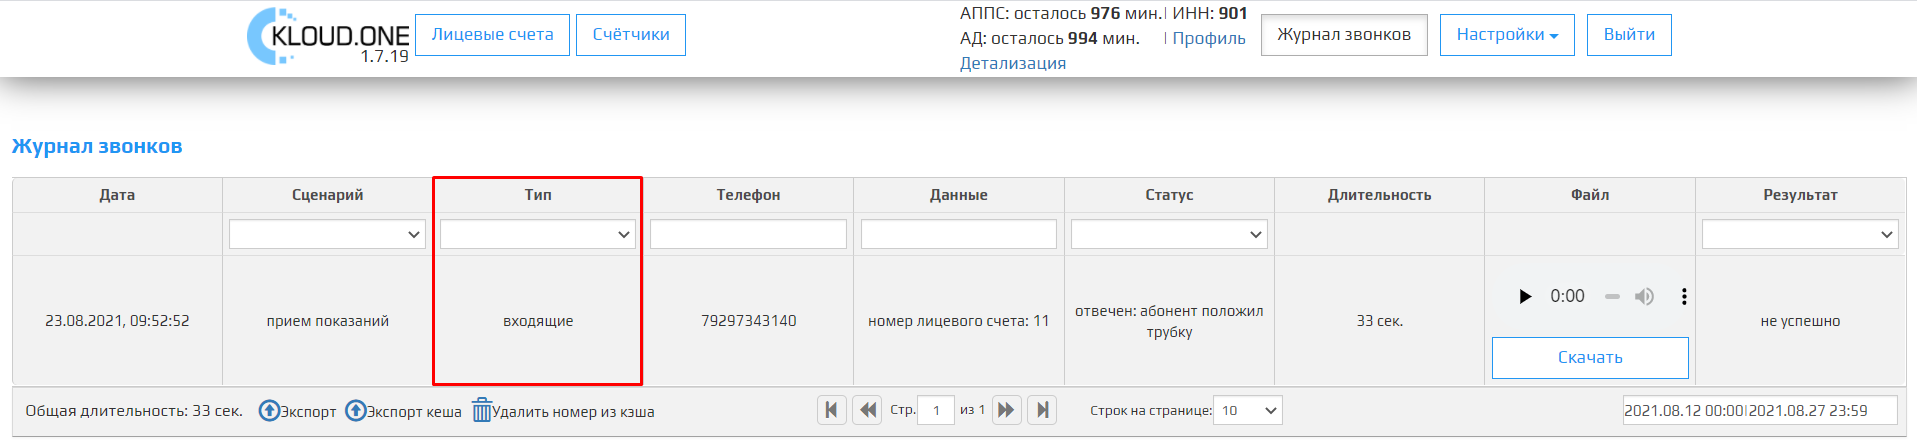 KLOUD.ONE
1.7.19
Лицевые счета
Счётчики
АППС: осталось 976 мин.| ИНН: 901
АД: осталось 994 мин. | Профиль
Детализация
Журнал звонков
Настройки
Выйти
Журнал звонков
Дата Сценарий Тип Телефон Данные Статус Длительность Файл Результат
23.08.2021, 09:52:52 прием показаний входящие 79297343140 номер лицевого счета: 11 отвечен: абонент положил трубку 33 сек. 0:00 не успешно
Скачать
Общая длительность: 33 сек. Экспорт Экспорт кеша Удалить номер из кэша Стр. 1 из 1 Строк на странице: 10 2021.08.12 00:00|2021.08.27 23:59